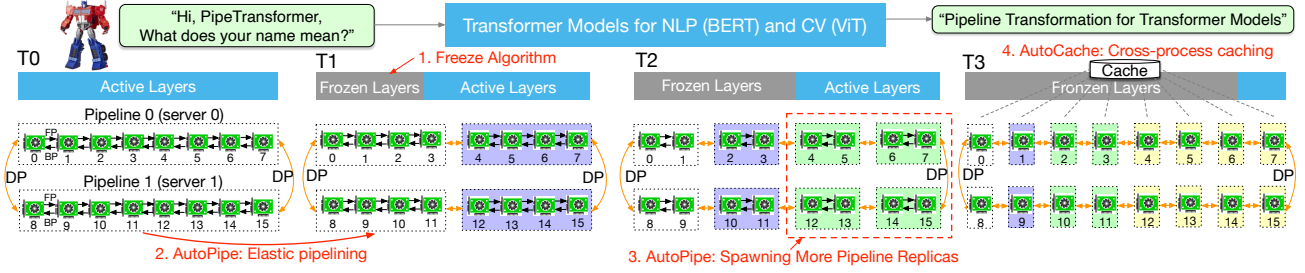 “Hi, PipeTransformer,
What does your name mean?”
Transformer Models for NLP (BERT) and CV (ViT)
“Pipeline Transformation for Transformer Models”
T0
Active Layers
Pipeline 0 (server 0)
FP
BP
0 1 2 3 4 5 6 7
DP DP
Pipeline 1 (server 1)
FP
BP
8 9 10 11 12 13 14 15
2. AutoPipe: Elastic pipelining
T1
1. Freeze Algorithm
Frozen Layers Active Layers
0 1 2 3 4 5 6 7
DP
8 9 10 11 12 13 14 15
T2
Frozen Layers Active Layers
0 1 2 3 4 5 6 7
DP DP
8 9 10 11 12 13 14 15
3. AutoPipe: Spawning More Pipeline Replicas
4. AutoCache: Cross-process caching
T3
Cache
Fronzen Layers
0 1 2 3 4 5 6 7
DP DP
8 9 10 11 12 13 14 15